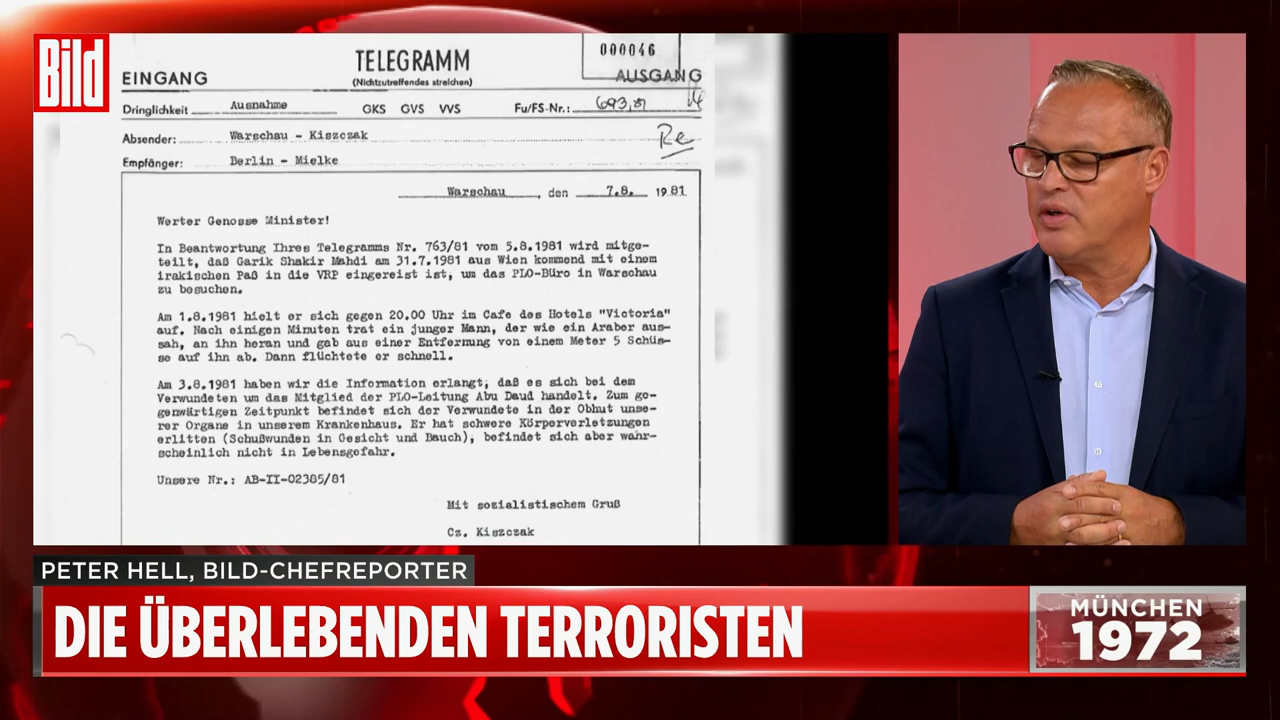 Bild
000046
TELEGRAMM
EINGANG
AUSGANG
(Nichtzutreffendes streichen)
Dringlichkeit Ausnahme GKS GVS VVS Fu/FS-Nr.: 693,81
Absender: Warschau - Kiszczak
Empfänger: Berlin - Mielke
Warschau, den 7.8. 1981
Werter Genosse Minister!
In Beantwortung Ihres Telegramms Nr. 763/81 vom 5.8.1981 wird mitge-
teilt, daß Garik Shakir Mahdi am 31.7.1981 aus Wien kommend mit einem
irakischen Paß in die VRP eingereist ist, um das PLO-Büro in Warschau
zu besuchen.
Am 1.8.1981 hielt er sich gegen 20.00 Uhr im Cafe des Hotels "Victoria"
auf. Nach einigen Minuten trat ein junger Mann, der wie ein Araber aus-
sah, an ihn heran und gab aus einer Entfernung von einem Meter 5 Schüs-
se auf ihn ab. Dann flüchtete er schnell.
Am 3.8.1981 haben wir die Information erlangt, daß es sich bei dem
Verwundeten um das Mitglied der PLO-Leitung Abu Daud handelt. Zum ge-
genwärtigen Zeitpunkt befindet sich der Verwundete in der Obhut unse-
rer Organe in unserem Krankenhaus. Er hat schwere Körperverletzungen
erlitten (Schußwunden in Gesicht und Bauch), befindet sich aber wahr-
scheinlich nicht in Lebensgefahr.
Unsere Nr.: AB-II-02385/81
Mit sozialistischem Gruß
Cz. Kiszczak
PETER HELL, BILD-CHEFREPORTER
DIE ÜBERLEBENDEN TERRORISTEN
MÜNCHEN
1972